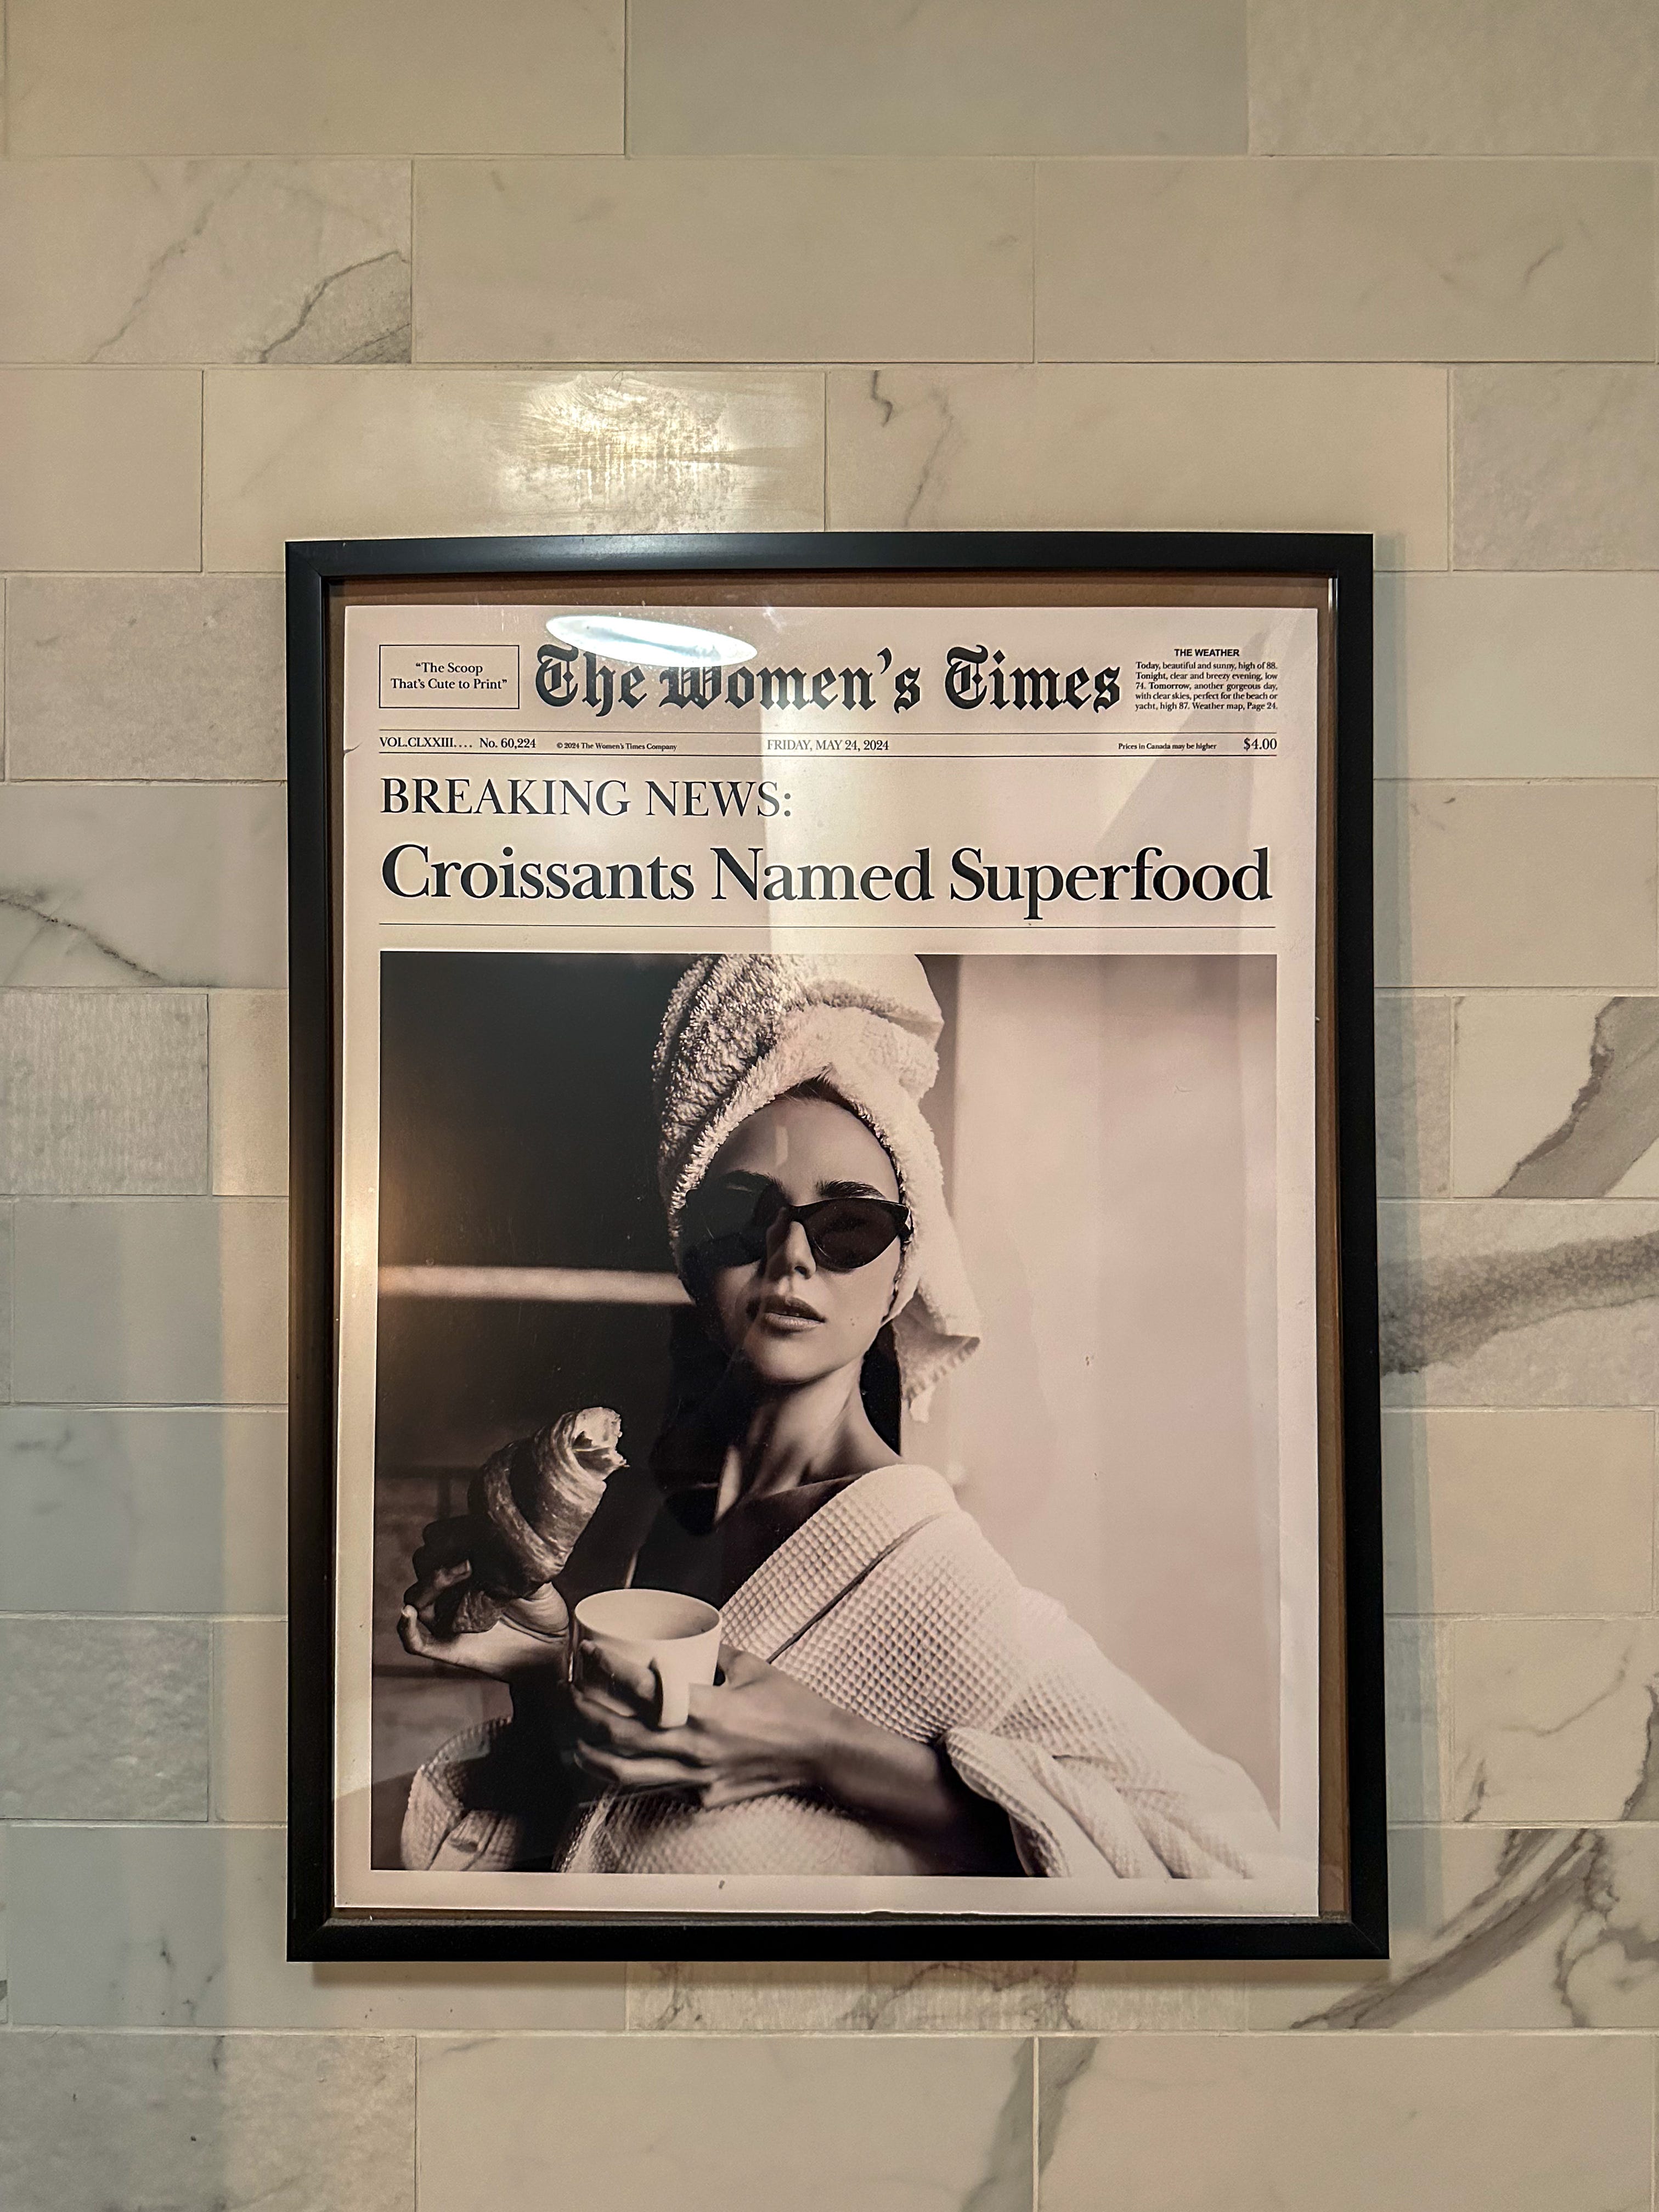 “The Scoop
That’s Cute to Print”
The Women’s Times
THE WEATHER
Today, beautiful and sunny, high of 88.
Tonight, clear and breezy evening, low
74. Tomorrow, another gorgeous day,
with clear skies, perfect for the beach or
yacht, high 87. Weather map, Page 24.
VOL.CLXXIII.... No. 60,224 © 2024 The Women’s Times Company FRIDAY, MAY 24, 2024 Prices in Canada may be higher $4.00
BREAKING NEWS:
Croissants Named Superfood